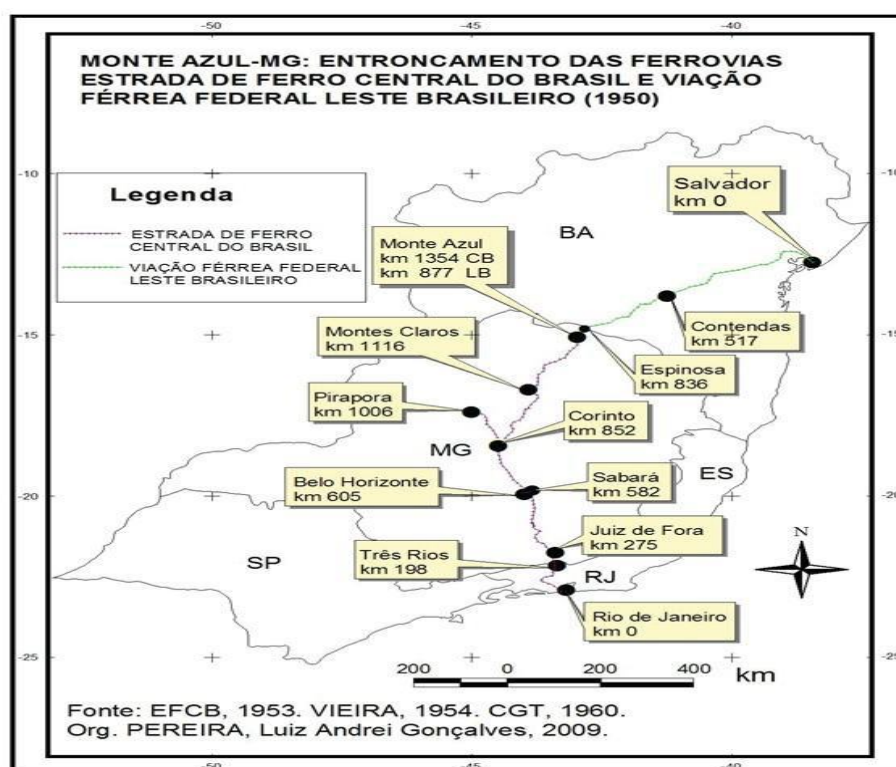 -50
-45
-40
MONTE AZUL-MG: ENTRONCAMENTO DAS FERROVIAS
ESTRADA DE FERRO CENTRAL DO BRASIL E VIAÇÃO
FÉRREA FEDERAL LESTE BRASILEIRO (1950)
-10
-10
Legenda
ESTRADA DE FERRO
CENTRAL DO BRASIL
VIAÇÃO FÉRREA FEDERAL
LESTE BRASILEIRO
Salvador
km 0
BA
Monte Azul
km 1354 CB
km 877 LB
-15
-15
Montes Claros
km 1116
Contendas
km 517
Espinosa
km 836
Pirapora
km 1006
Corinto
km 852
MG
ES
Belo Horizonte
km 605
Sabará
km 582
-20
-20
Juiz de Fora
km 275
Três Rios
km 198
SP
RJ
N
Rio de Janeiro
km 0
-25
-25
200 0 200 400
km
Fonte: EFCB, 1953. VIEIRA, 1954. CGT, 1960.
Org. PEREIRA, Luiz Andrei Gonçalves, 2009.
-50
-45
-40